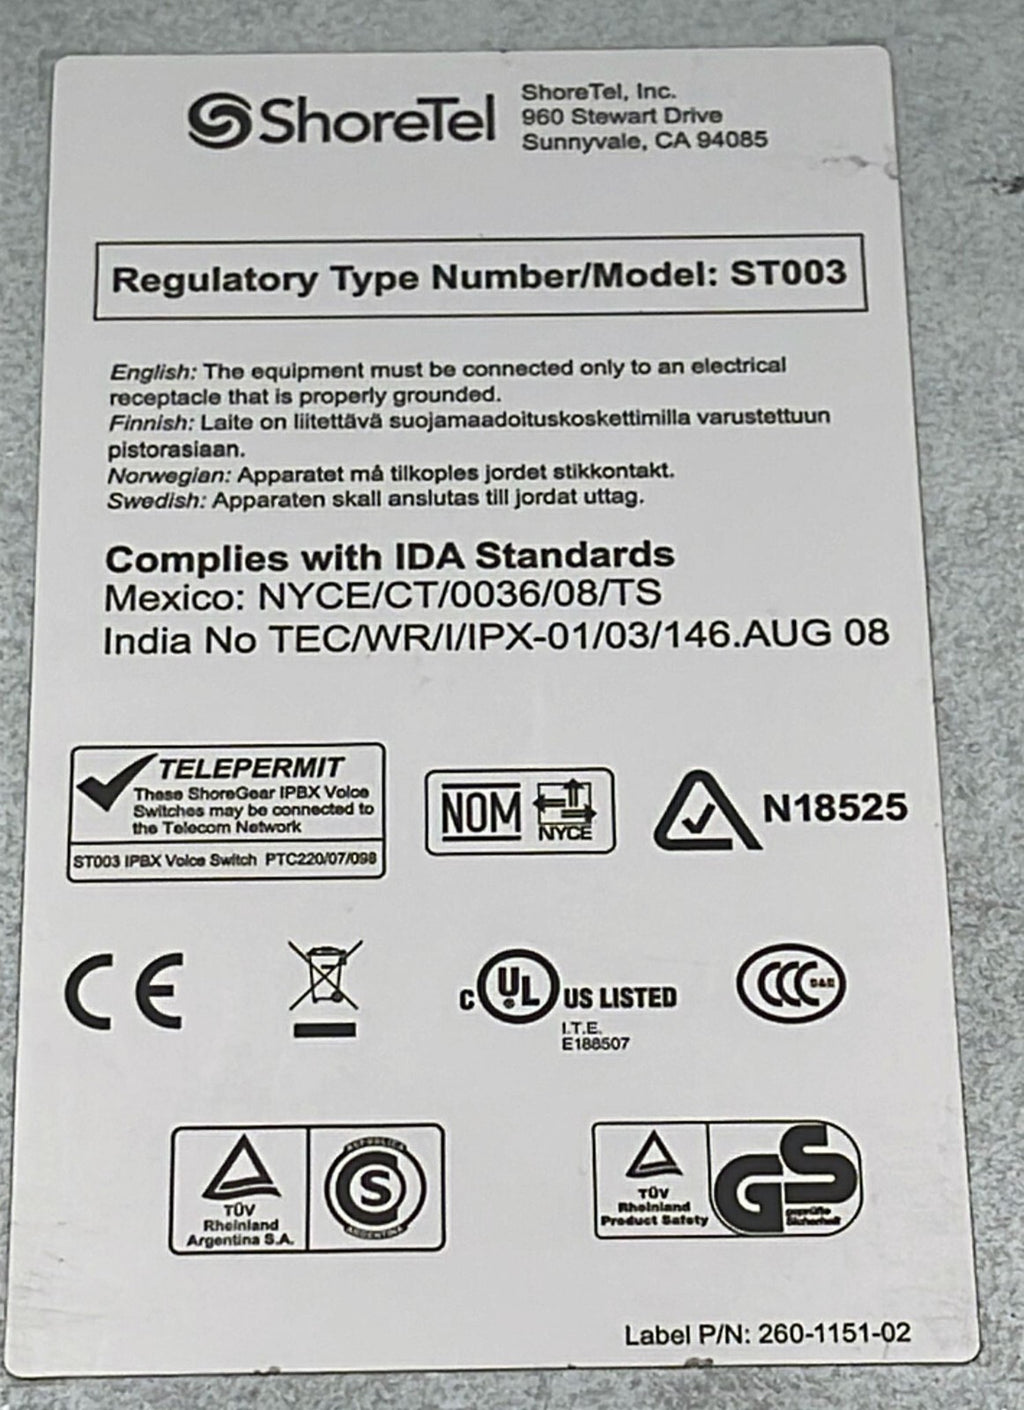 ShoreTel
ShoreTel, Inc.
960 Stewart Drive
Sunnyvale, CA 94085
Regulatory Type Number/Model: ST003
English: The equipment must be connected only to an electrical
receptacle that is properly grounded.
Finnish: Laite on liitettävä suojamaadoituskoskettimilla varustettuun
pistorasiaan.
Norwegian: Apparatet må tilkoples jordet stikkontakt.
Swedish: Apparaten skall anslutas till jordat uttag.
Complies with IDA Standards
Mexico: NYCE/CT/0036/08/TS
India No TEC/WR/I/IPX-01/03/146.AUG 08
TELEPERMIT
These ShoreGear IPBX Voice
Switches may be connected to
the Telecom Network
ST003 IPBX Voice Switch PTC220/07/098
NOM
NYCE
N18525
CE
C UL US LISTED
I.T.E.
E188507
CCC S&E
TÜV
Rheinland
Argentina S.A.
REPUBLICA
S
ARGENTINA
TÜV
Rheinland
Product Safety
GS
geprüfte
Sicherheit
Label P/N: 260-1151-02